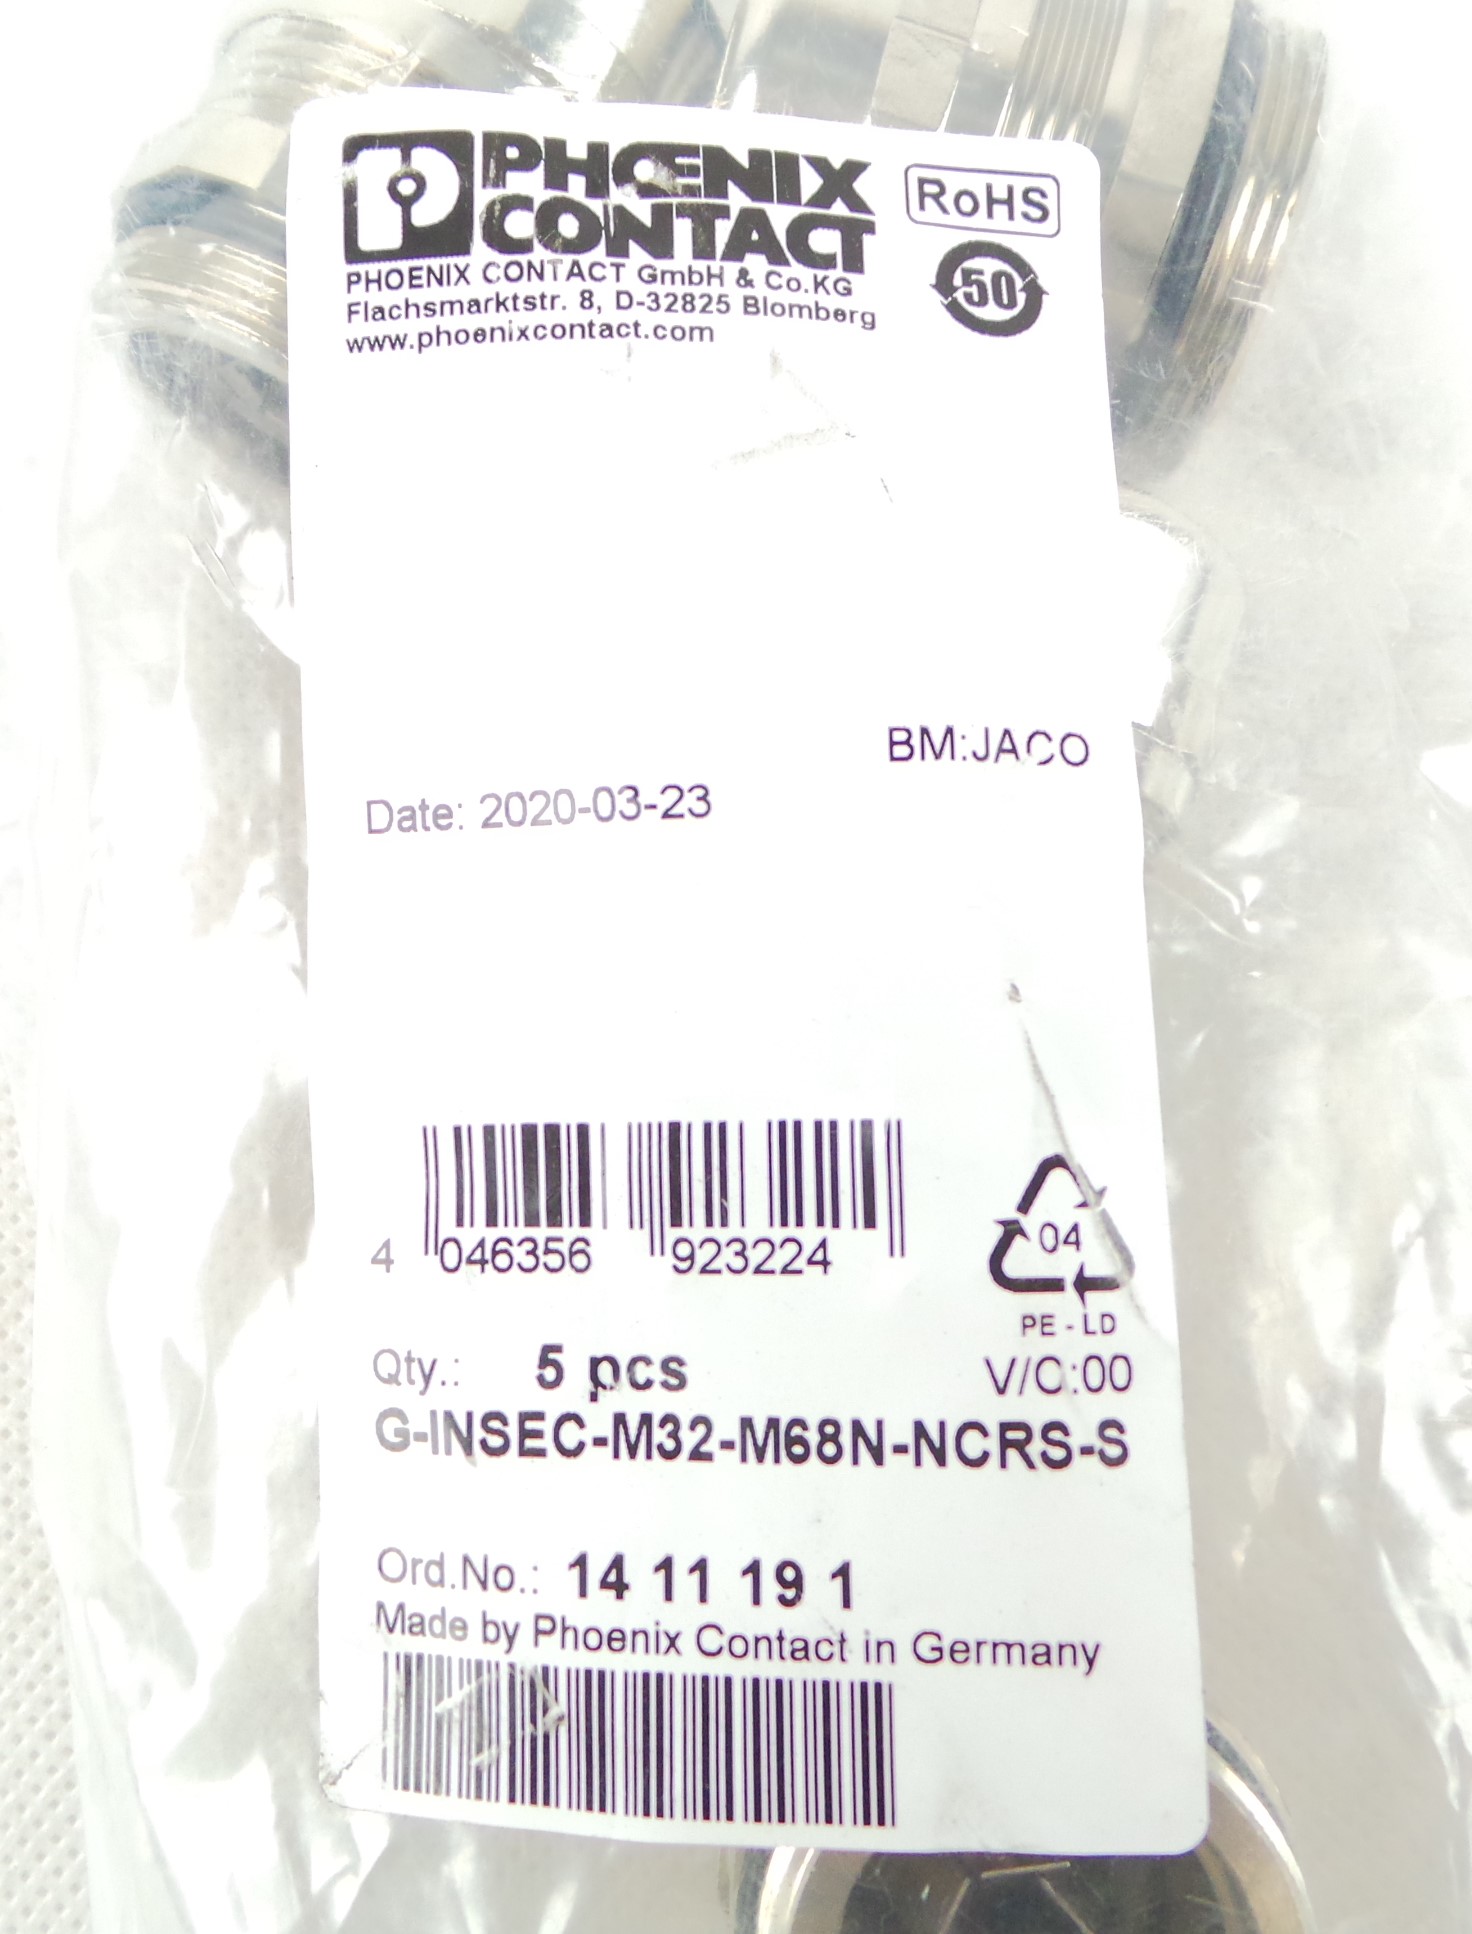 PHOENIX
CONTACT
RoHS
50
PHOENIX CONTACT GmbH & Co.KG
Flachsmarktstr. 8, D-32825 Blomberg
www.phoenixcontact.com
BM:JACO
Date: 2020-03-23
4 046356 923224
04
PE-LD
Qty.: 5 pcs
V/C:00
G-INSEC-M32-M68N-NCRS-S
Ord.No.: 14 11 19 1
Made by Phoenix Contact in Germany